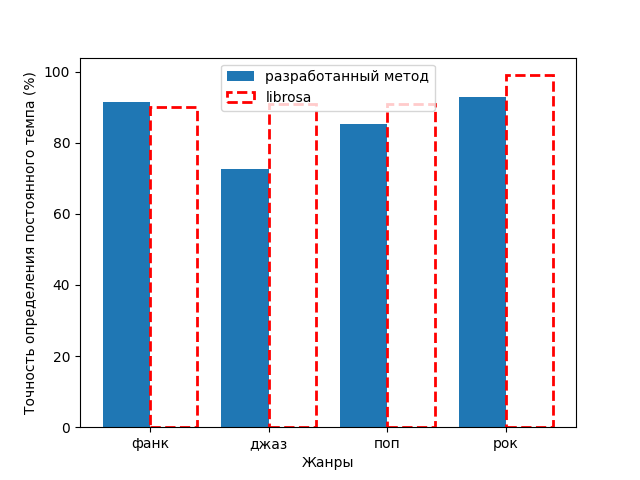 разработанный метод
librosa
Точность определения постоянного темпа (%)
100
80
60
40
20
0
фанк джаз поп рок
Жанры